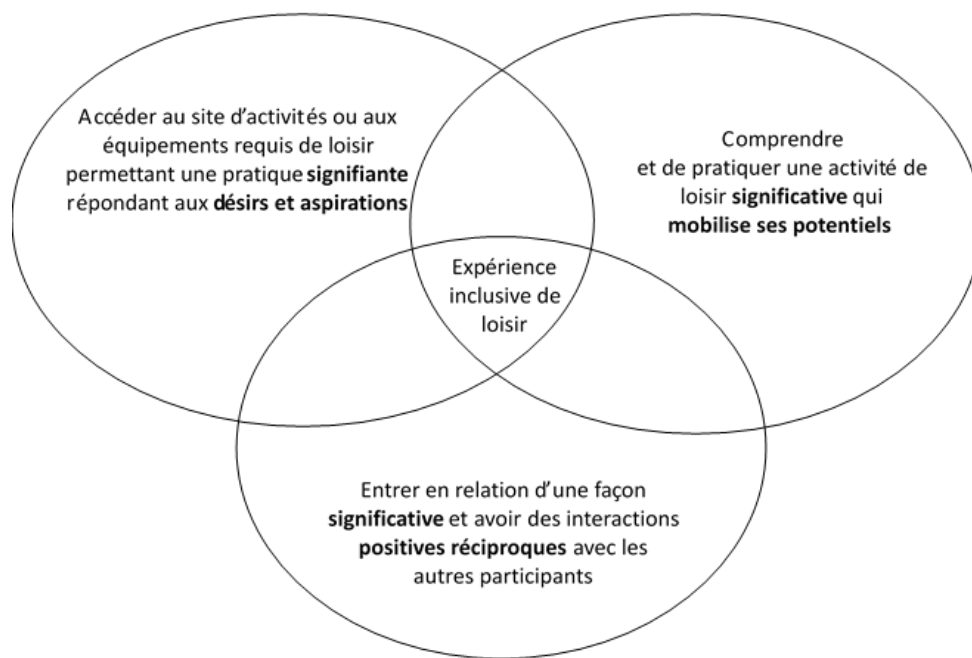 Accéder au site d'activités ou aux
équipements requis de loisir
permettant une pratique signifiante
répondant aux désirs et aspirations
Comprendre
et de pratiquer une activité de
loisir significative qui
mobilise ses potentiels
Expérience
inclusive de
loisir
Entrer en relation d'une façon
significative et avoir des interactions
positives réciproques avec les
autres participants